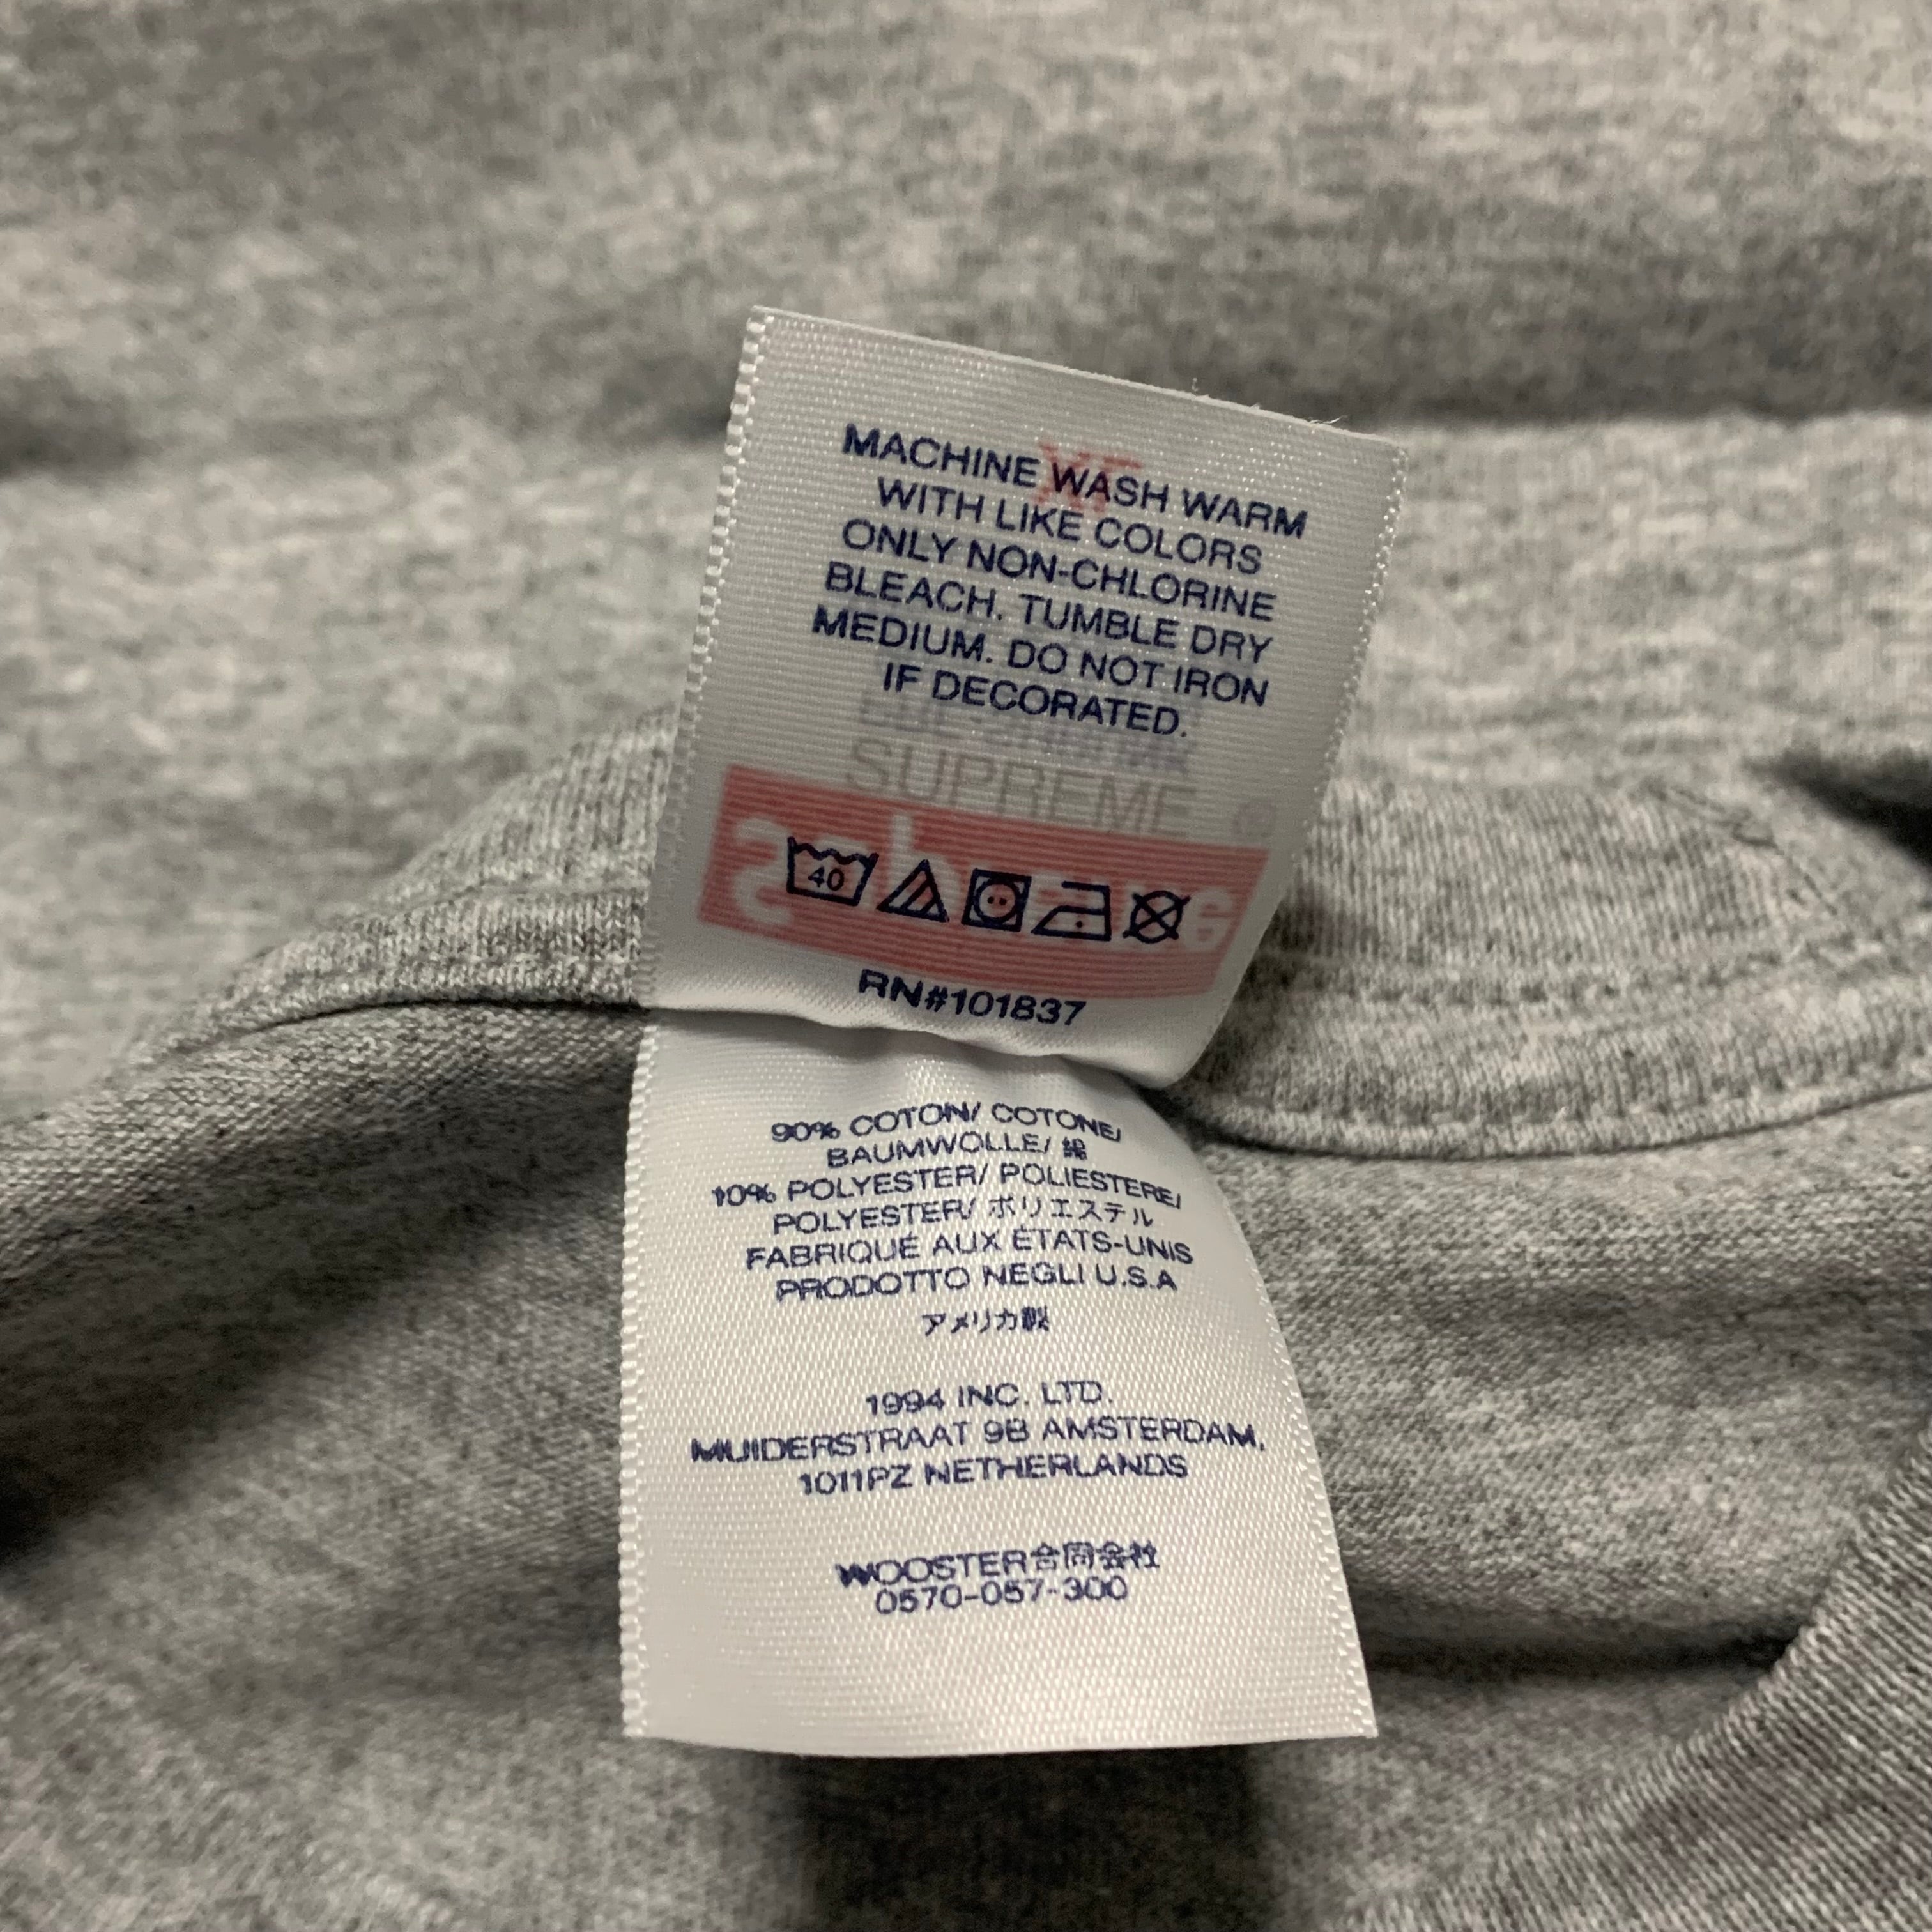 MACHINE WASH WARM
WITH LIKE COLORS
ONLY NON-CHLORINE
BLEACH. TUMBLE DRY
MEDIUM. DO NOT IRON
IF DECORATED.
SUPREME
40
RN#101837
90% COTON/ COTONE/
BAUMWOLLE/ 綿
10% POLYESTER/ POLIESTERE/
POLYESTER/ ポリエステル
FABRIQUÉ AUX ÉTATS-UNIS
PRODOTTO NEGLI U.S.A
アメリカ製
1994 INC. LTD.
MUIDERSTRAAT 9B AMSTERDAM,
1011PZ NETHERLANDS
WOOSTER合同会社
0570-057-300